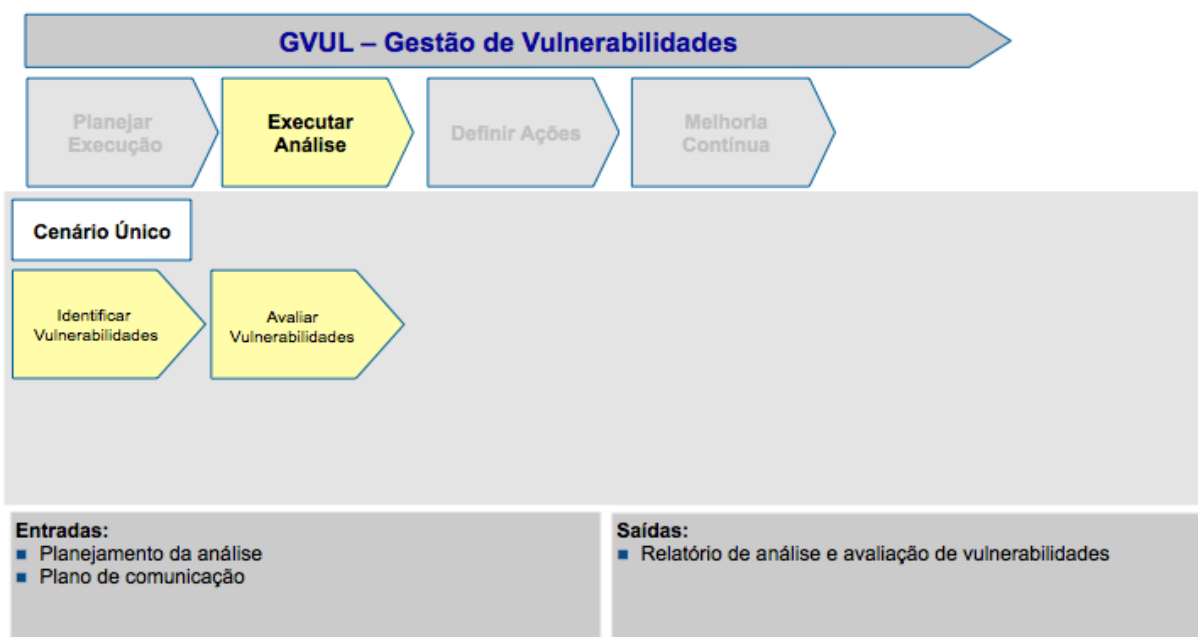 GVUL – Gestão de Vulnerabilidades
Planejar
Execução
Executar
Análise
Definir Ações
Melhoria
Contínua
Cenário Único
Identificar
Vulnerabilidades
Avaliar
Vulnerabilidades
Entradas:
Planejamento da análise
Plano de comunicação
Saídas:
Relatório de análise e avaliação de vulnerabilidades